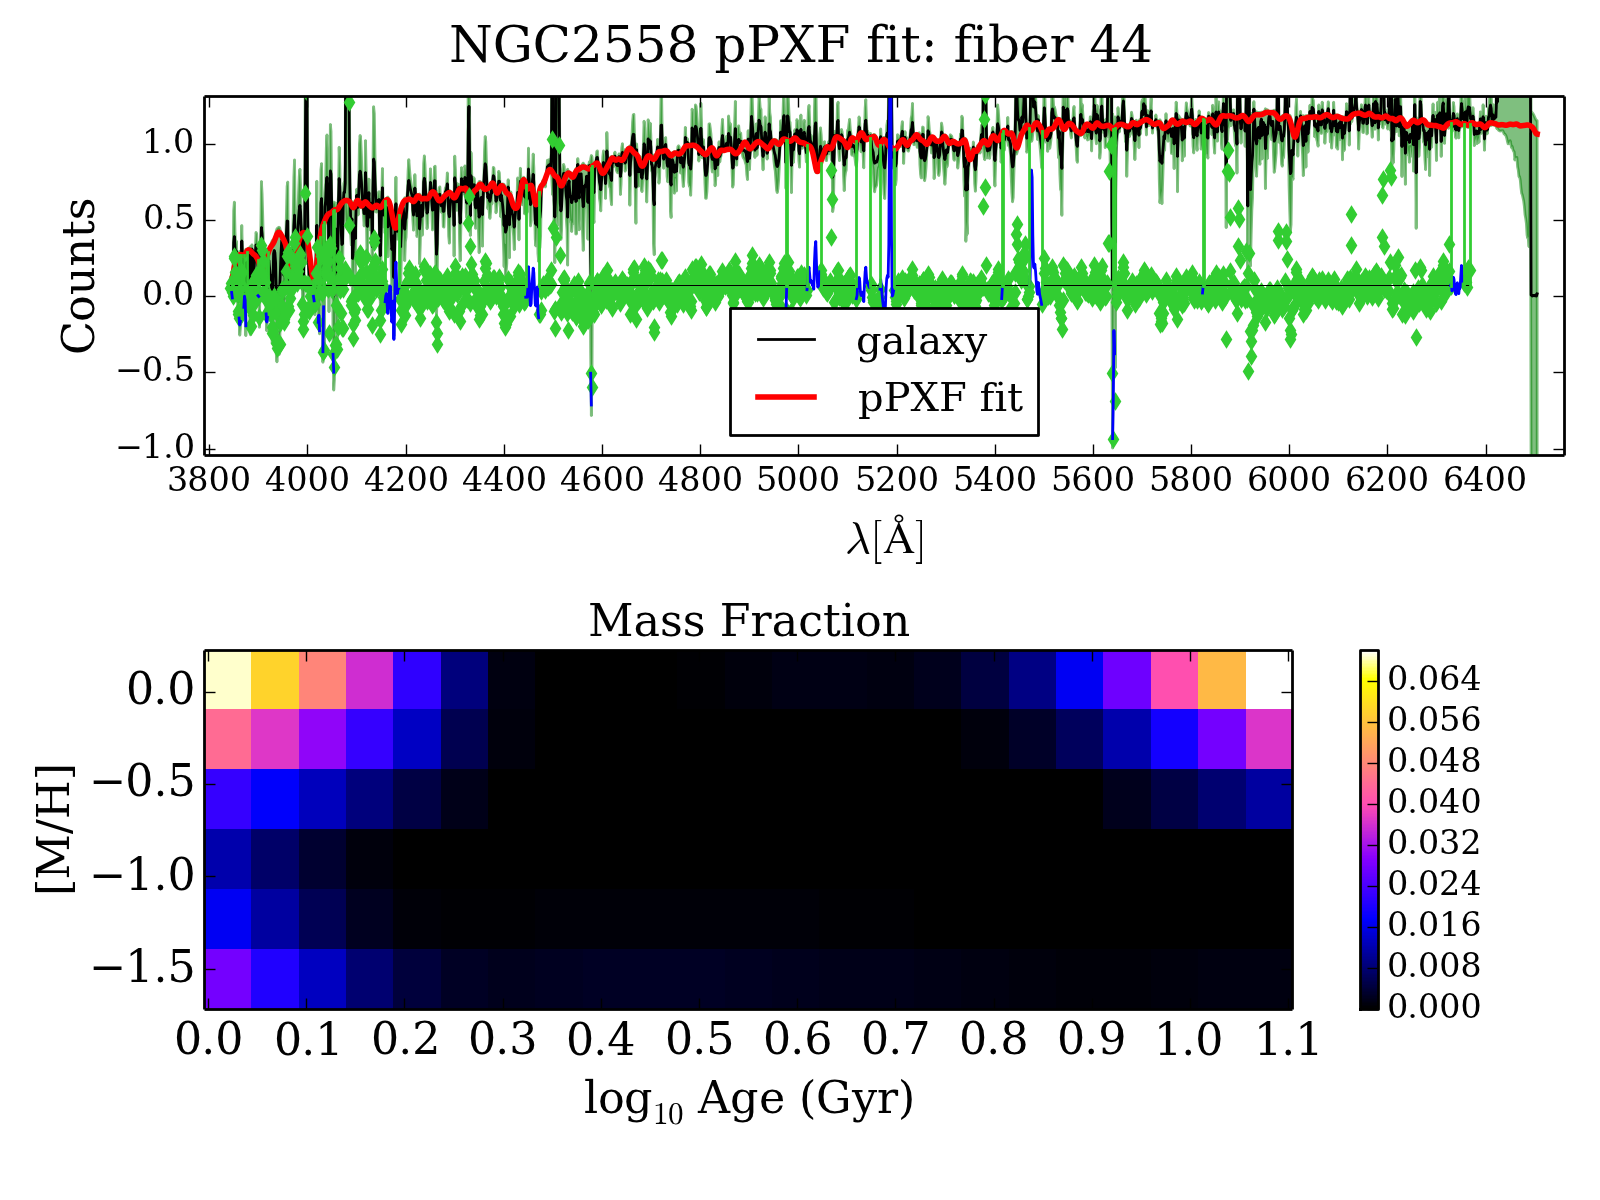 NGC2558 pPXF fit: fiber 44
Counts
1.0
0.5
0.0
−0.5
−1.0
galaxy
pPXF fit
3800 4000 4200 4400 4600 4800 5000 5200 5400 5600 5800 6000 6200 6400
λ[Å]
Mass Fraction
[M/H]
0.0
−0.5
−1.0
−1.5
0.0 0.1 0.2 0.3 0.4 0.5 0.6 0.7 0.8 0.9 1.0 1.1
log₁₀ Age (Gyr)
0.064
0.056
0.048
0.040
0.032
0.024
0.016
0.008
0.000